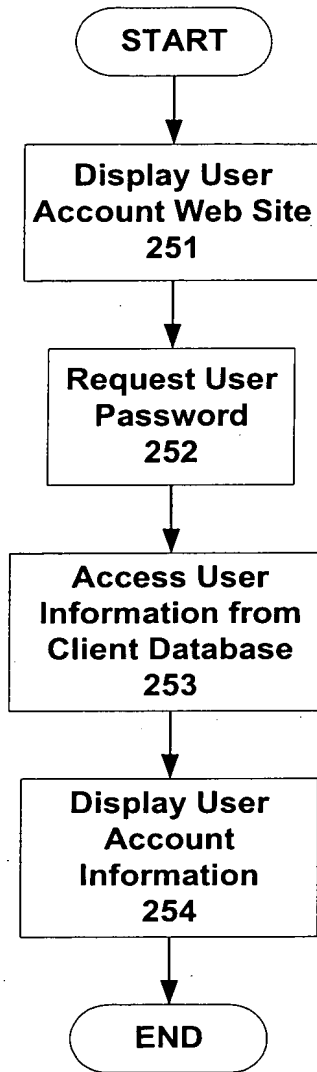 START
Display User
Account Web Site
251
Request User
Password
252
Access User
Information from
Client Database
253
Display User
Account
Information
254
END